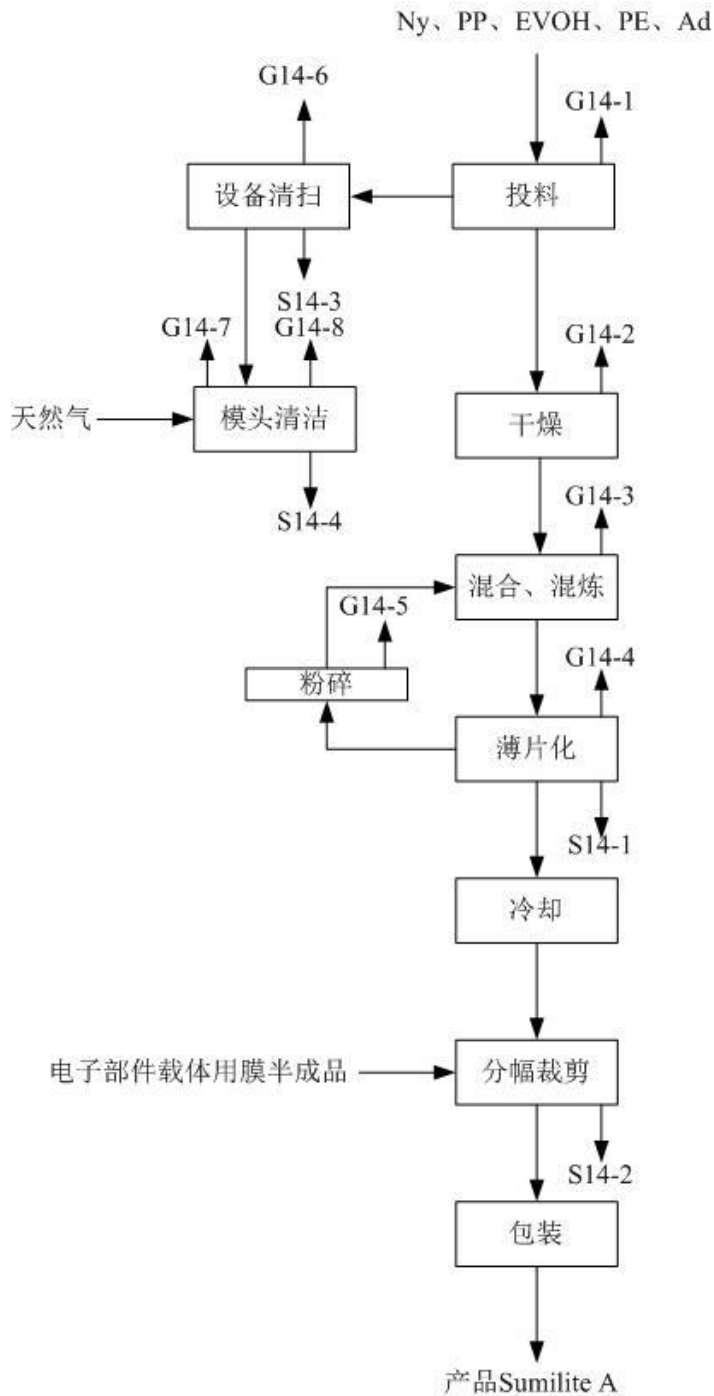 Ny、PP、EVOH、PE、Ad
G14-6
G14-1
设备清扫
投料
S14-3
G14-7
G14-8
G14-2
天然气
模头清洁
干燥
S14-4
G14-3
混合、混炼
G14-5
G14-4
粉碎
薄片化
S14-1
冷却
电子部件载体用膜半成品
分幅裁剪
S14-2
包装
产品Sumilite A